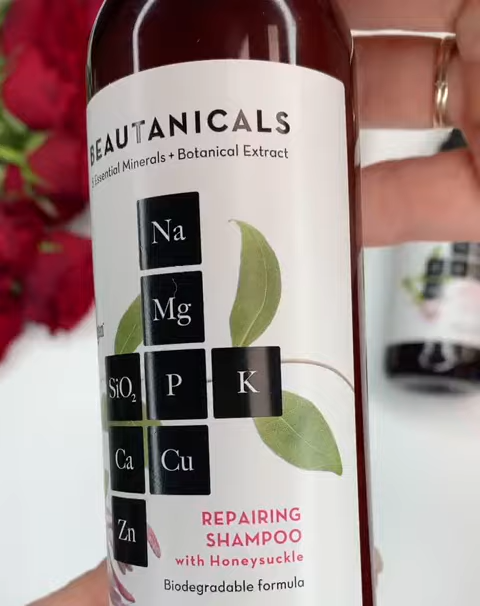 BEAUTANICALS
Essential Minerals + Botanical Extract
Na
Mg
SiO₂ P K
Ca Cu
Zn
REPAIRING
SHAMPOO
with Honeysuckle
Biodegradable formula